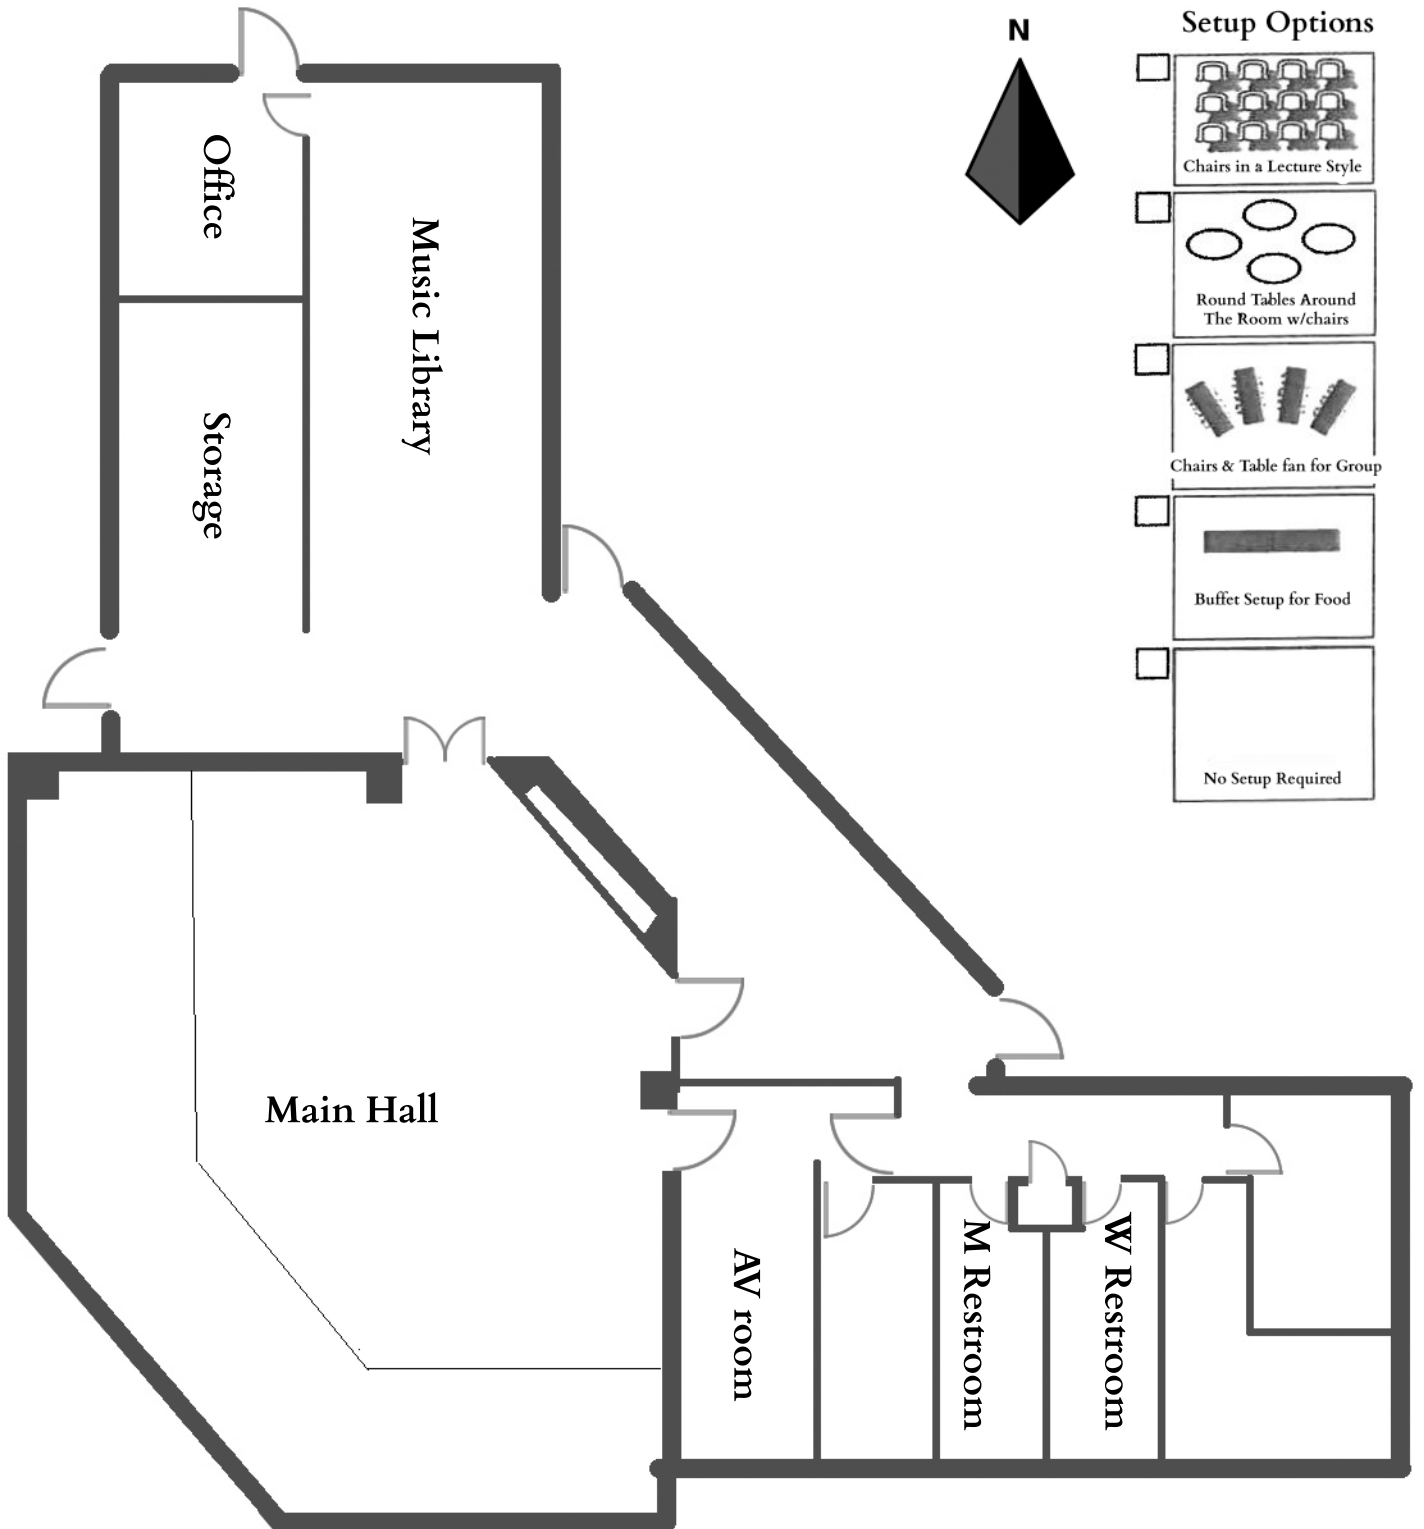 N
Setup Options
Chairs in a Lecture Style
Round Tables Around
The Room w/chairs
Chairs & Table fan for Group
Buffet Setup for Food
No Setup Required
Office
Music Library
Storage
Main Hall
AV room
M Restroom
W Restroom